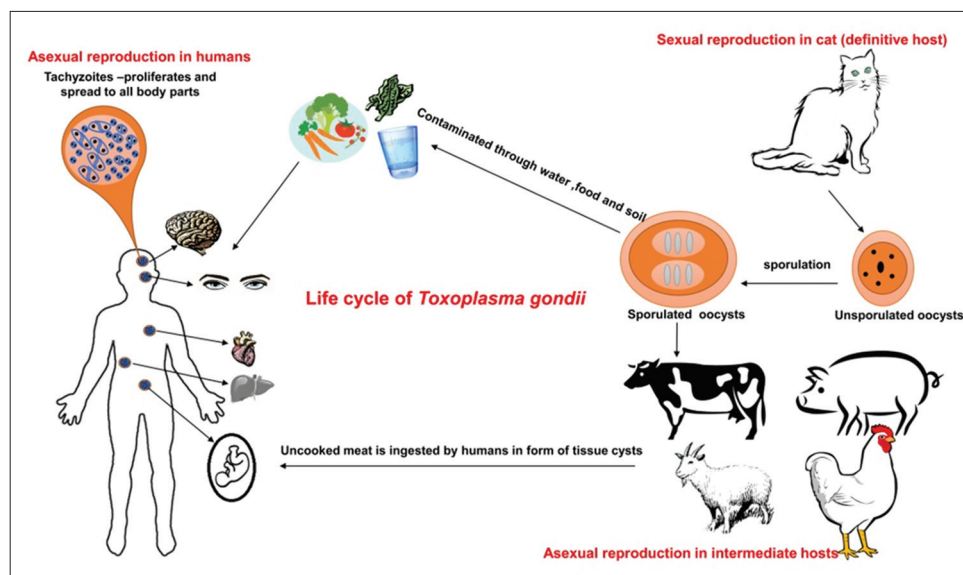 Asexual reproduction in humans
Tachyzoites –proliferates and
spread to all body parts
Sexual reproduction in cat (definitive host)
Contaminated through water ,food and soil
sporulation
Life cycle of Toxoplasma gondii
Sporulated oocysts
Unsporulated oocysts
Uncooked meat is ingested by humans in form of tissue cysts
Asexual reproduction in intermediate hosts